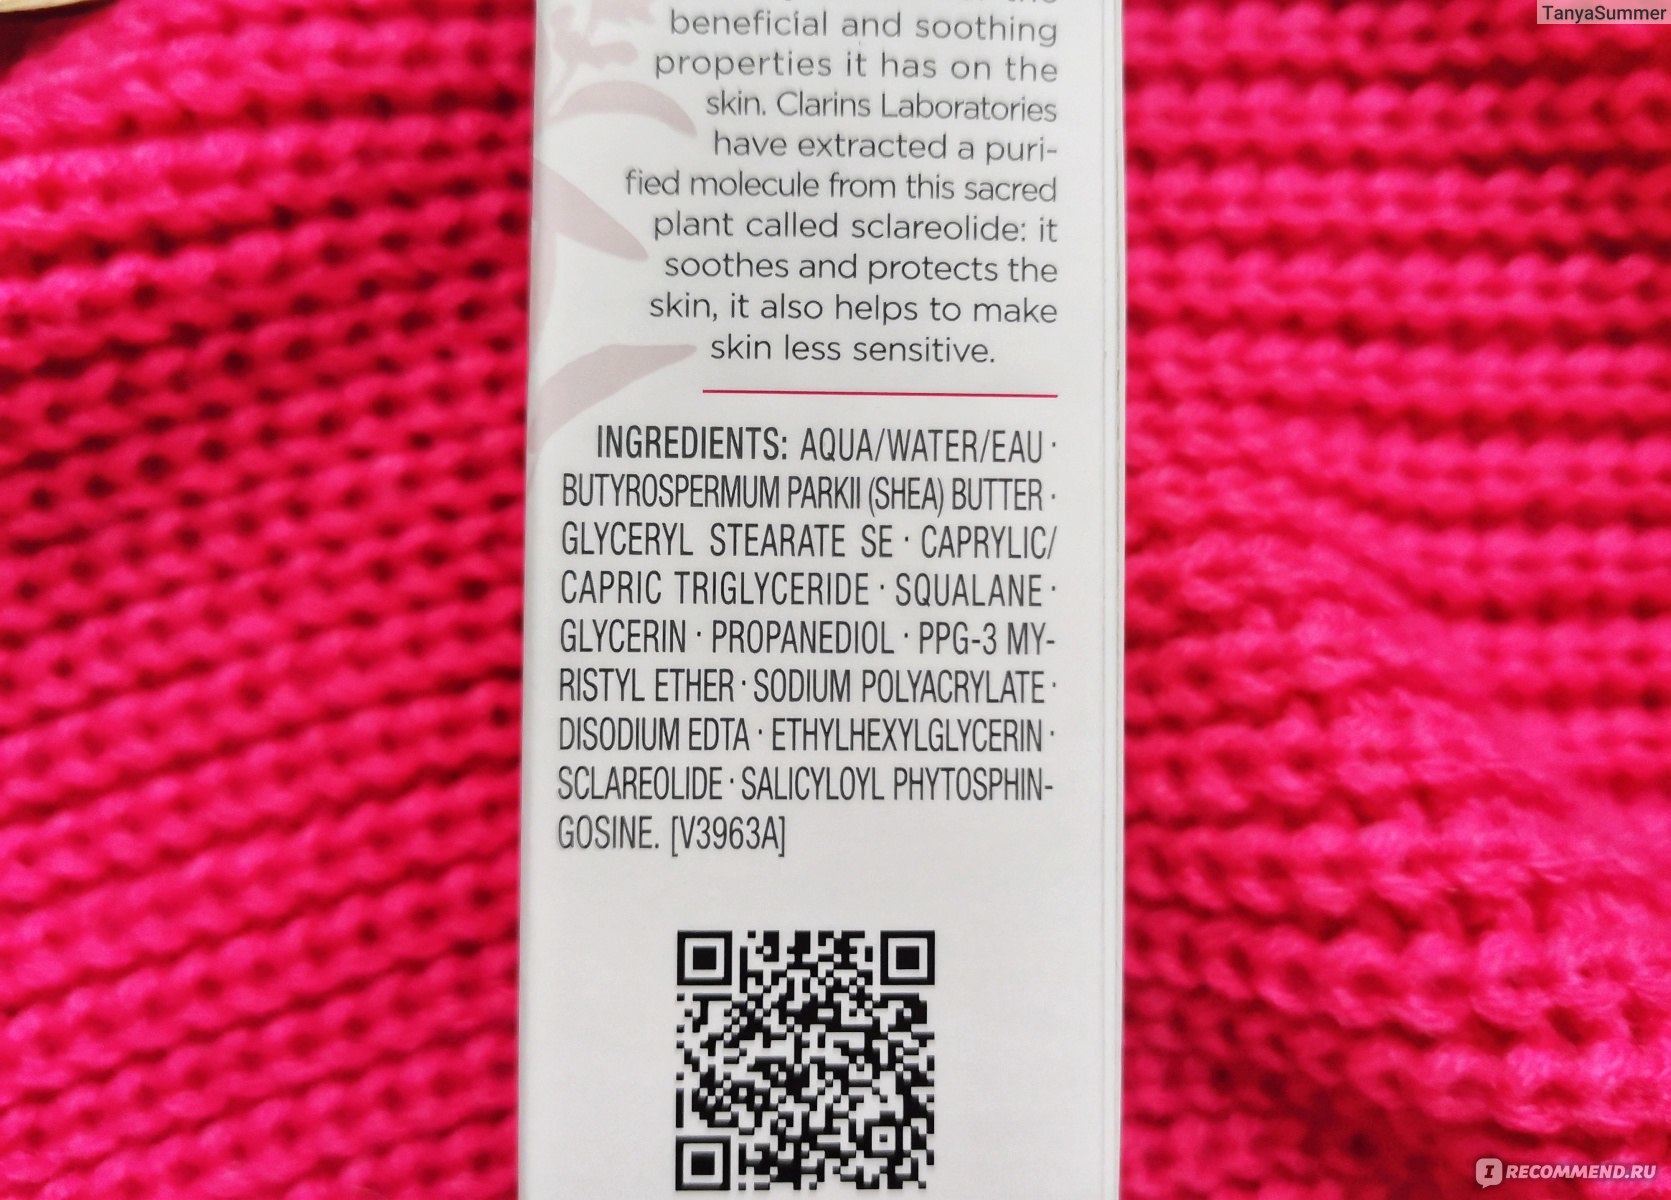 TanyaSummer
beneficial and soothing
properties it has on the
skin. Clarins Laboratories
have extracted a puri-
fied molecule from this sacred
plant called sclareolide: it
soothes and protects the
skin, it also helps to make
skin less sensitive.
INGREDIENTS: AQUA/WATER/EAU ·
BUTYROSPERMUM PARKII (SHEA) BUTTER ·
GLYCERYL STEARATE SE · CAPRYLIC/
CAPRIC TRIGLYCERIDE · SQUALANE ·
GLYCERIN · PROPANEDIOL · PPG-3 MY-
RISTYL ETHER · SODIUM POLYACRYLATE ·
DISODIUM EDTA · ETHYLHEXYLGLYCERIN ·
SCLAREOLIDE · SALICYLOYL PHYTOSPHIN-
GOSINE. [V3963A]
I RECOMMEND.RU